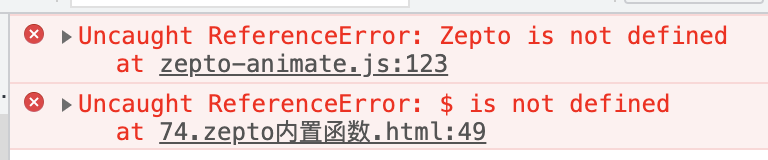 Uncaught ReferenceError: Zepto is not defined
at zepto-animate.js:123
Uncaught ReferenceError: $ is not defined
at 74.zepto内置函数.html:49